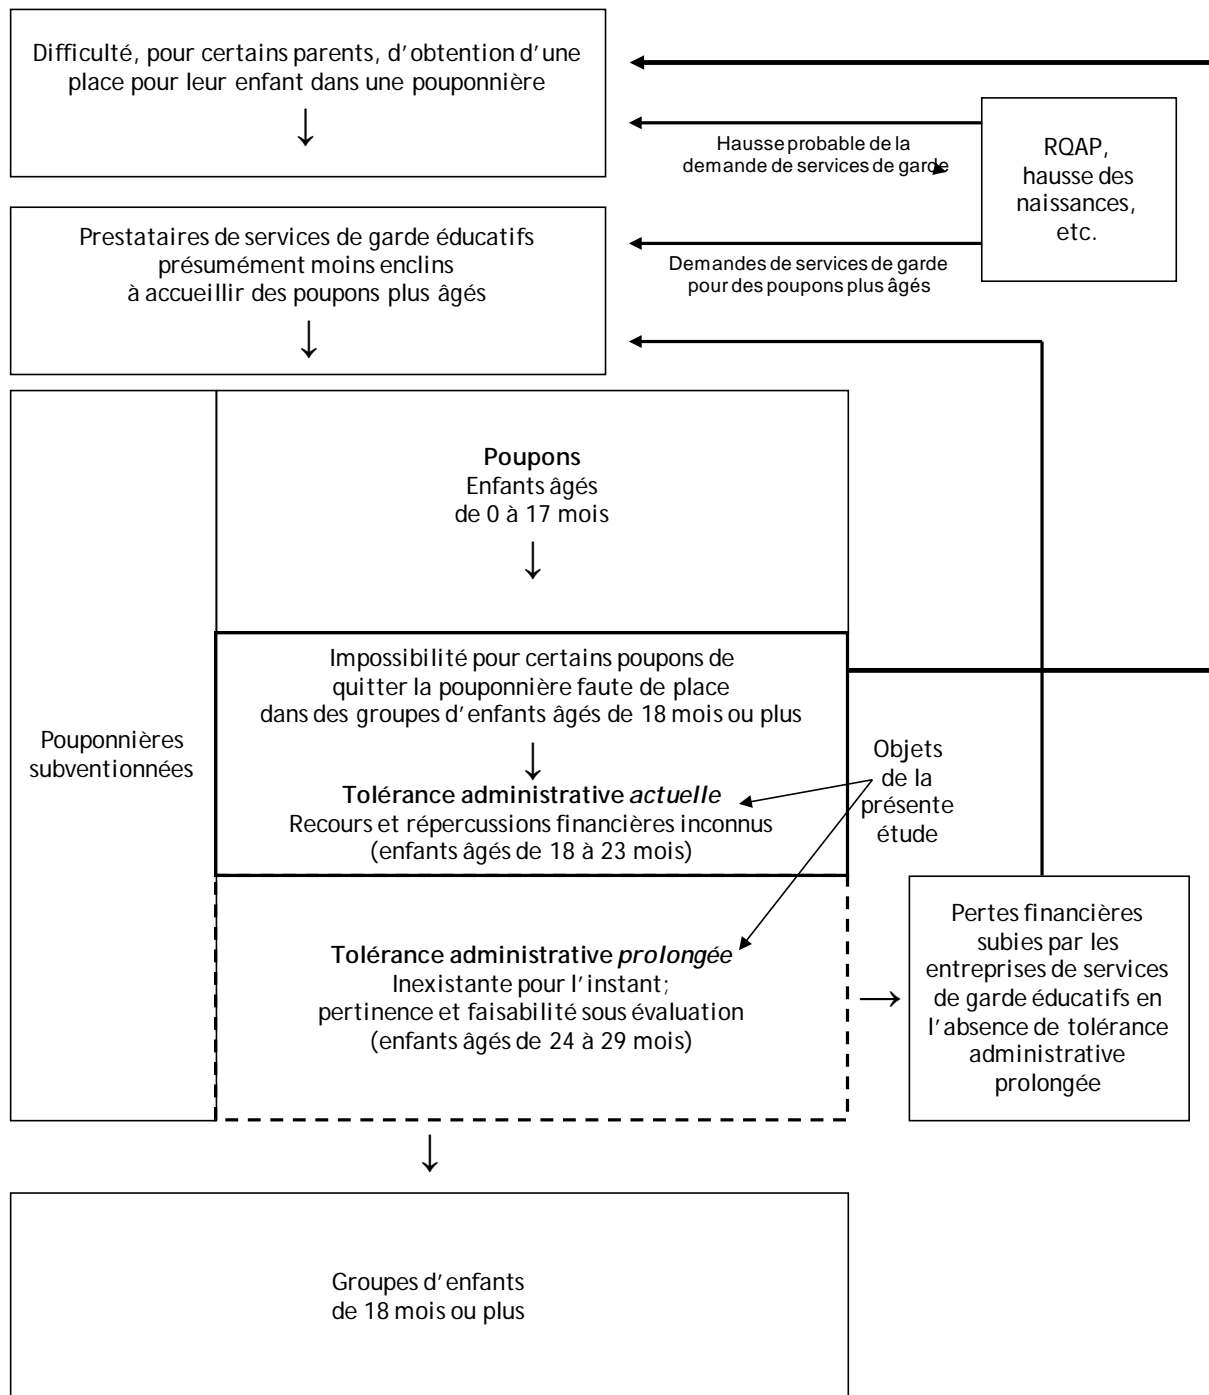 Difficulté, pour certains parents, d'obtention d'une
place pour leur enfant dans une pouponnière
Hausse probable de la
demande de services de garde
RQAP,
hausse des
naissances,
etc.
Prestataires de services de garde éducatifs
présumément moins enclins
à accueillir des poupons plus âgés
Demandes de services de garde
pour des poupons plus âgés
Poupons
Enfants âgés
de 0 à 17 mois
Impossibilité pour certains poupons de
quitter la pouponnière faute de place
dans des groupes d'enfants âgés de 18 mois ou plus
Pouponnières
subventionnées
Tolérance administrative actuelle
Recours et répercussions financières inconnus
(enfants âgés de 18 à 23 mois)
Objets
de la
présente
étude
Tolérance administrative prolongée
Inexistante pour l'instant;
pertinence et faisabilité sous évaluation
(enfants âgés de 24 à 29 mois)
Pertes financières
subies par les
entreprises de services
de garde éducatifs en
l'absence de tolérance
administrative
prolongée
Groupes d'enfants
de 18 mois ou plus